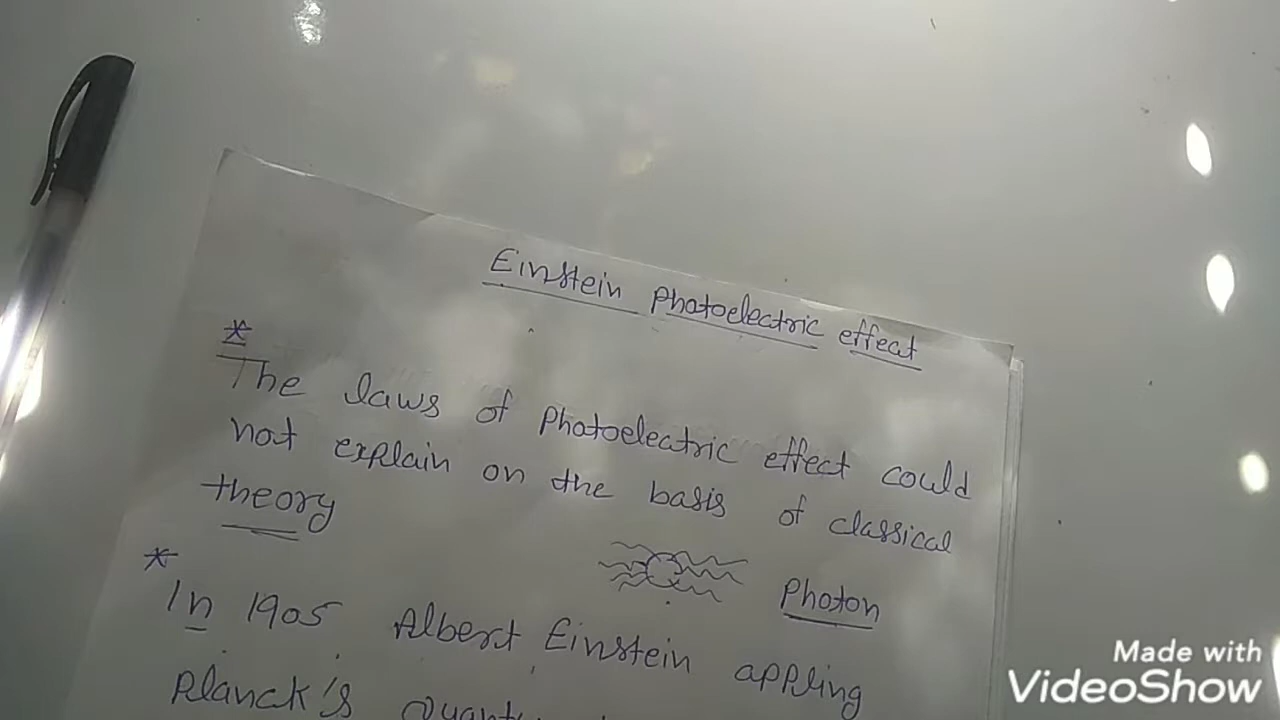 Einstein Photoelectric effect
*
The laws of Photoelectric effect could
not explain on the basis of classical
theory
Photon
*
In 1905 Albert Einstein appling
Planck's
Made with
VideoShow